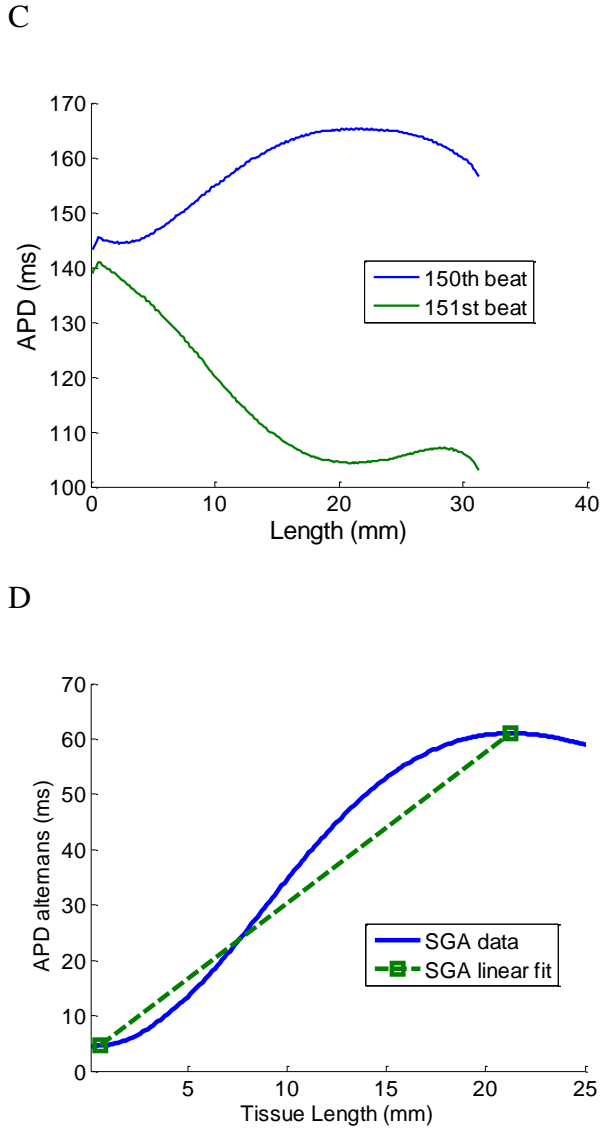 C
170
160
150
140
130
120
110
100
APD (ms)
150th beat
151st beat
0
10
20
30
40
Length (mm)
D
70
60
50
40
30
20
10
0
APD alternans (ms)
SGA data
SGA linear fit
5
10
15
20
25
Tissue Length (mm)